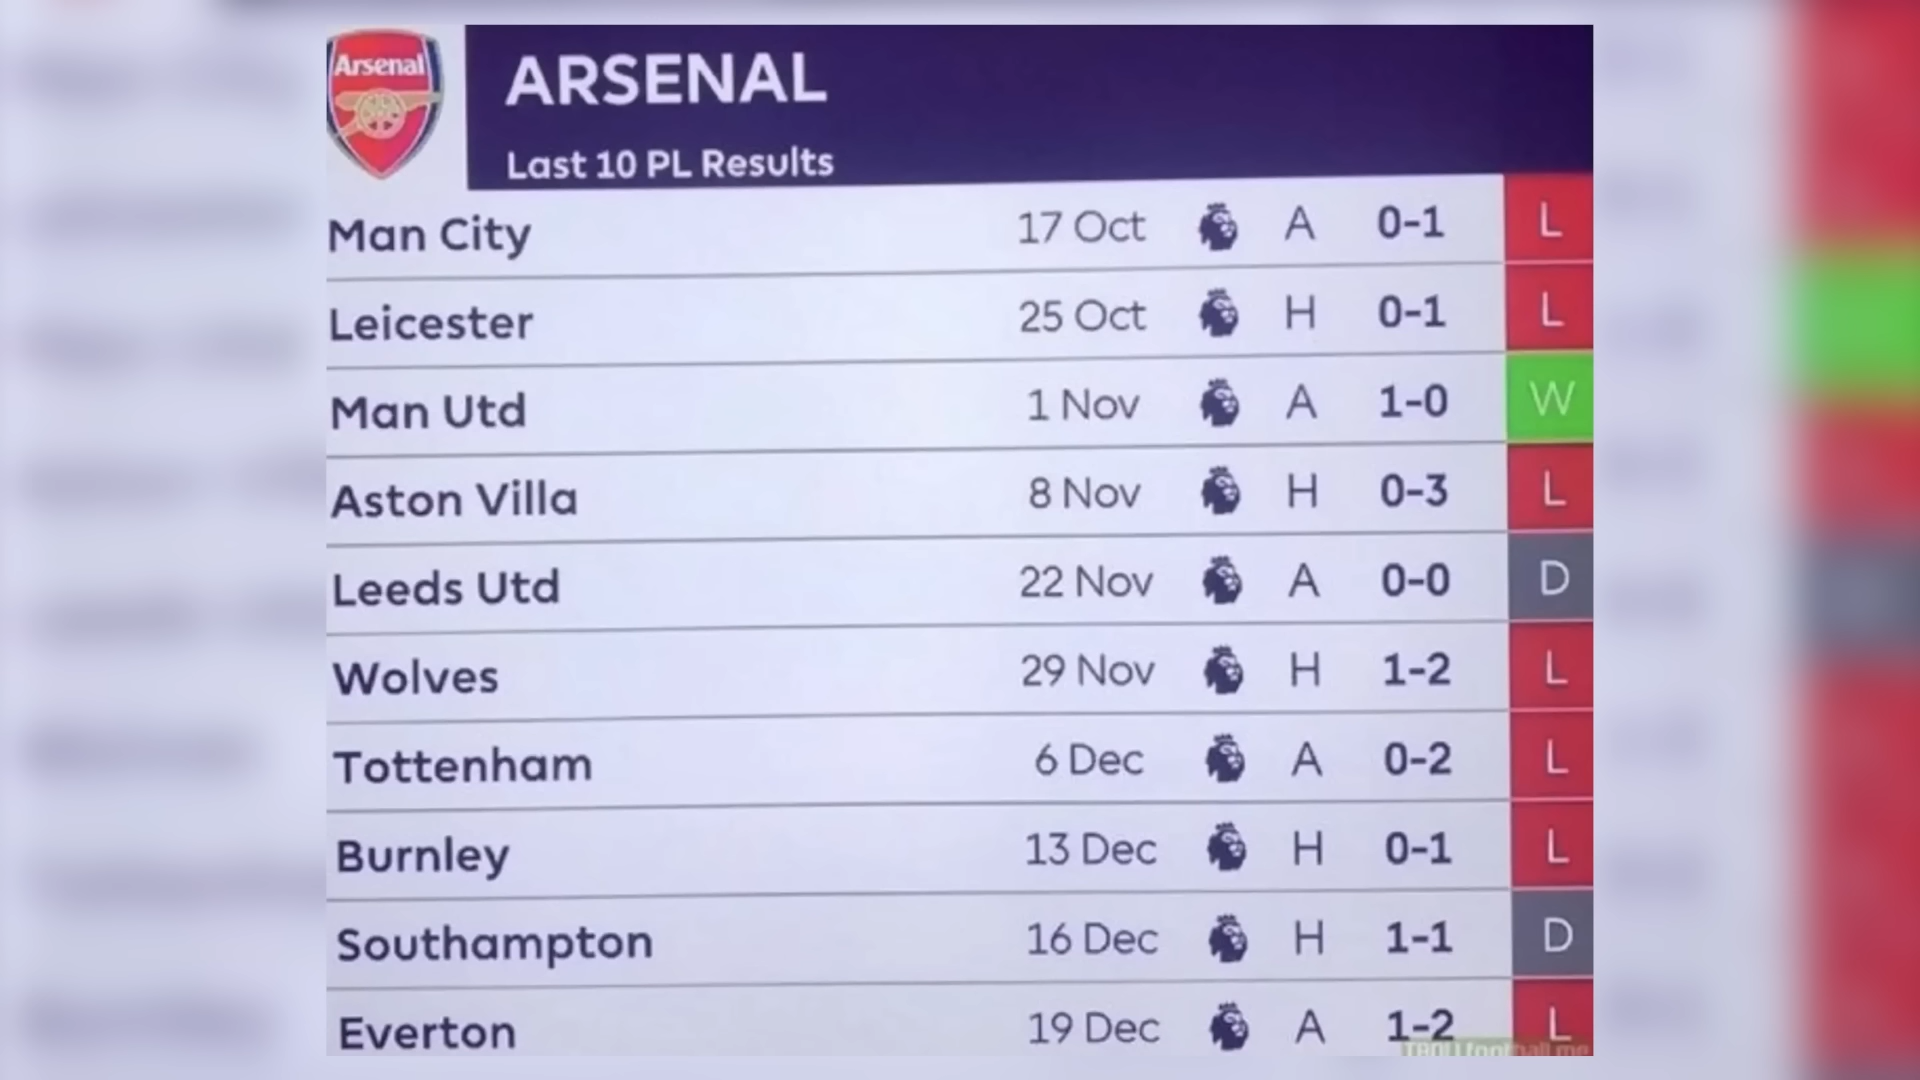 Arsenal
ARSENAL
Last 10 PL Results
Man City 17 Oct A 0-1 L
Leicester 25 Oct H 0-1 L
Man Utd 1 Nov A 1-0 W
Aston Villa 8 Nov H 0-3 L
Leeds Utd 22 Nov A 0-0 D
Wolves 29 Nov H 1-2 L
Tottenham 6 Dec A 0-2 L
Burnley 13 Dec H 0-1 L
Southampton 16 Dec H 1-1 D
Everton 19 Dec A 1-2 L